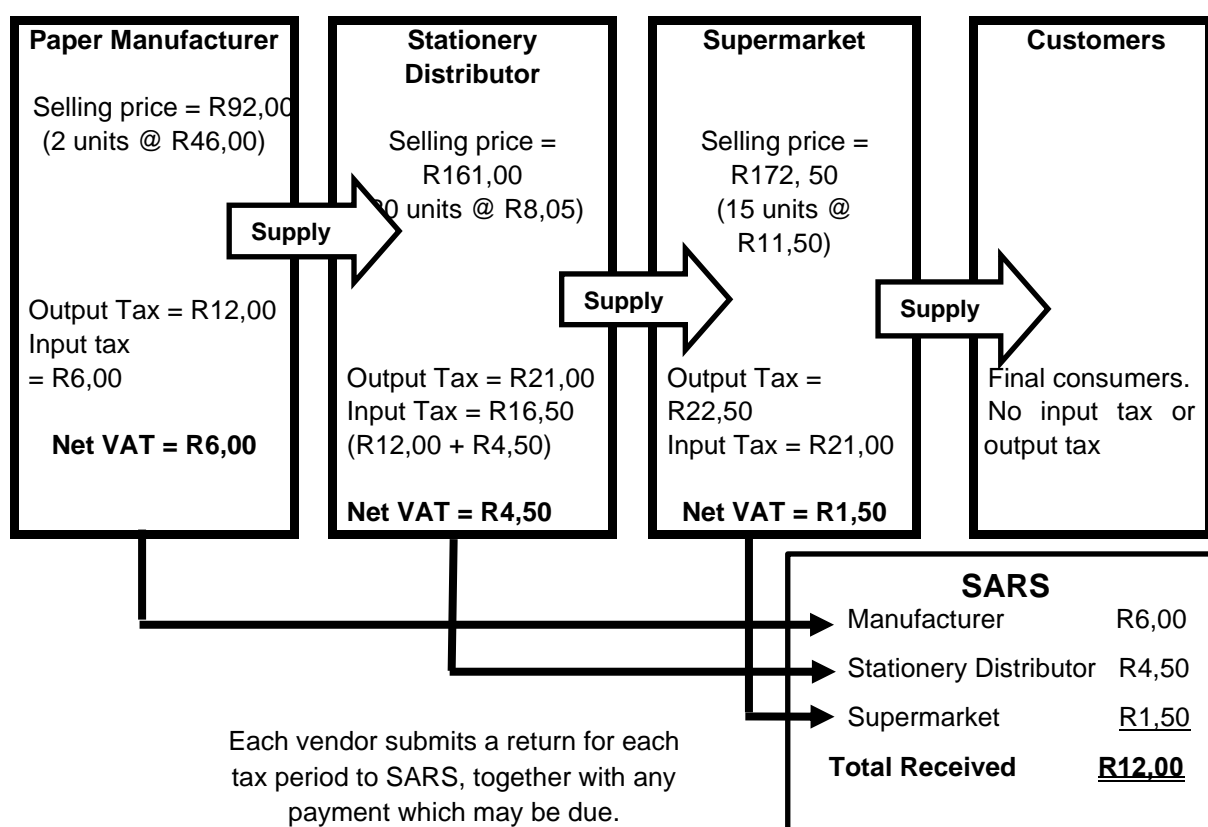 Paper Manufacturer
Selling price = R92,00
(2 units @ R46,00)
Supply
Output Tax = R12,00
Input tax
= R6,00
Net VAT = R6,00
Stationery
Distributor
Selling price =
R161,00
0 units @ R8,05)
Supply
Output Tax = R21,00
Input Tax = R16,50
(R12,00 + R4,50)
Net VAT = R4,50
Supermarket
Selling price =
R172, 50
(15 units @
R11,50)
Supply
Output Tax =
R22,50
Input Tax = R21,00
Net VAT = R1,50
Customers
Final consumers.
No input tax or
output tax
SARS
Manufacturer R6,00
Stationery Distributor R4,50
Supermarket R1,50
Total Received R12,00
Each vendor submits a return for each
tax period to SARS, together with any
payment which may be due.